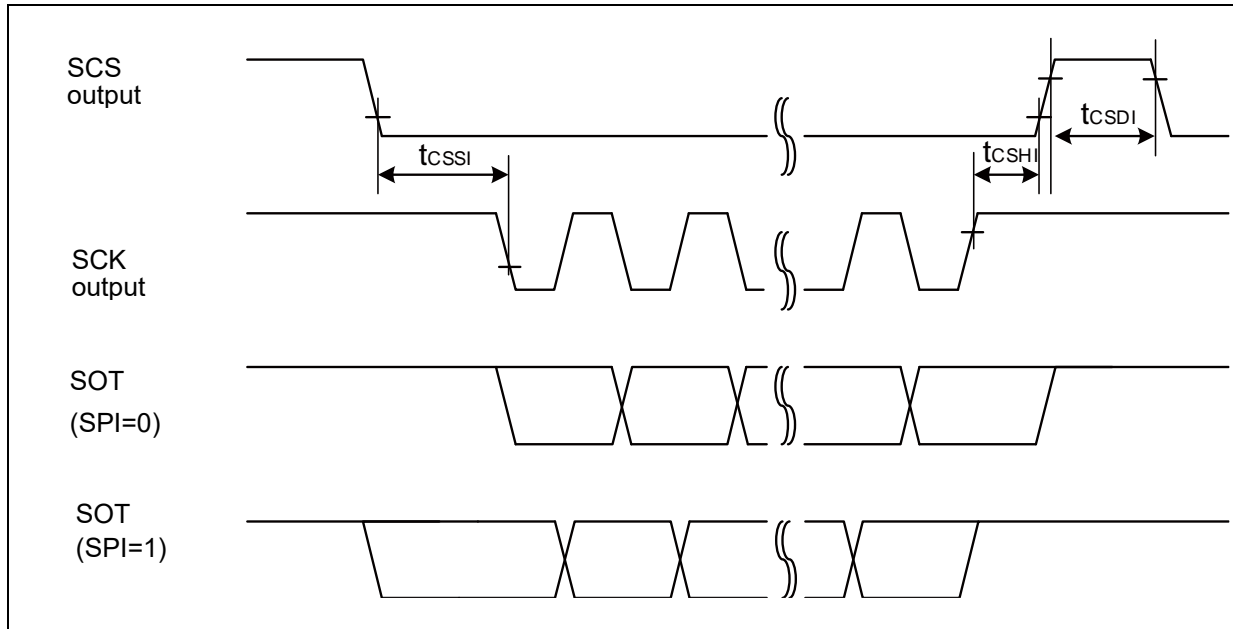 SCS
output
tCSSI
tCSHI
tCSDI
SCK
output
SOT
(SPI=0)
SOT
(SPI=1)